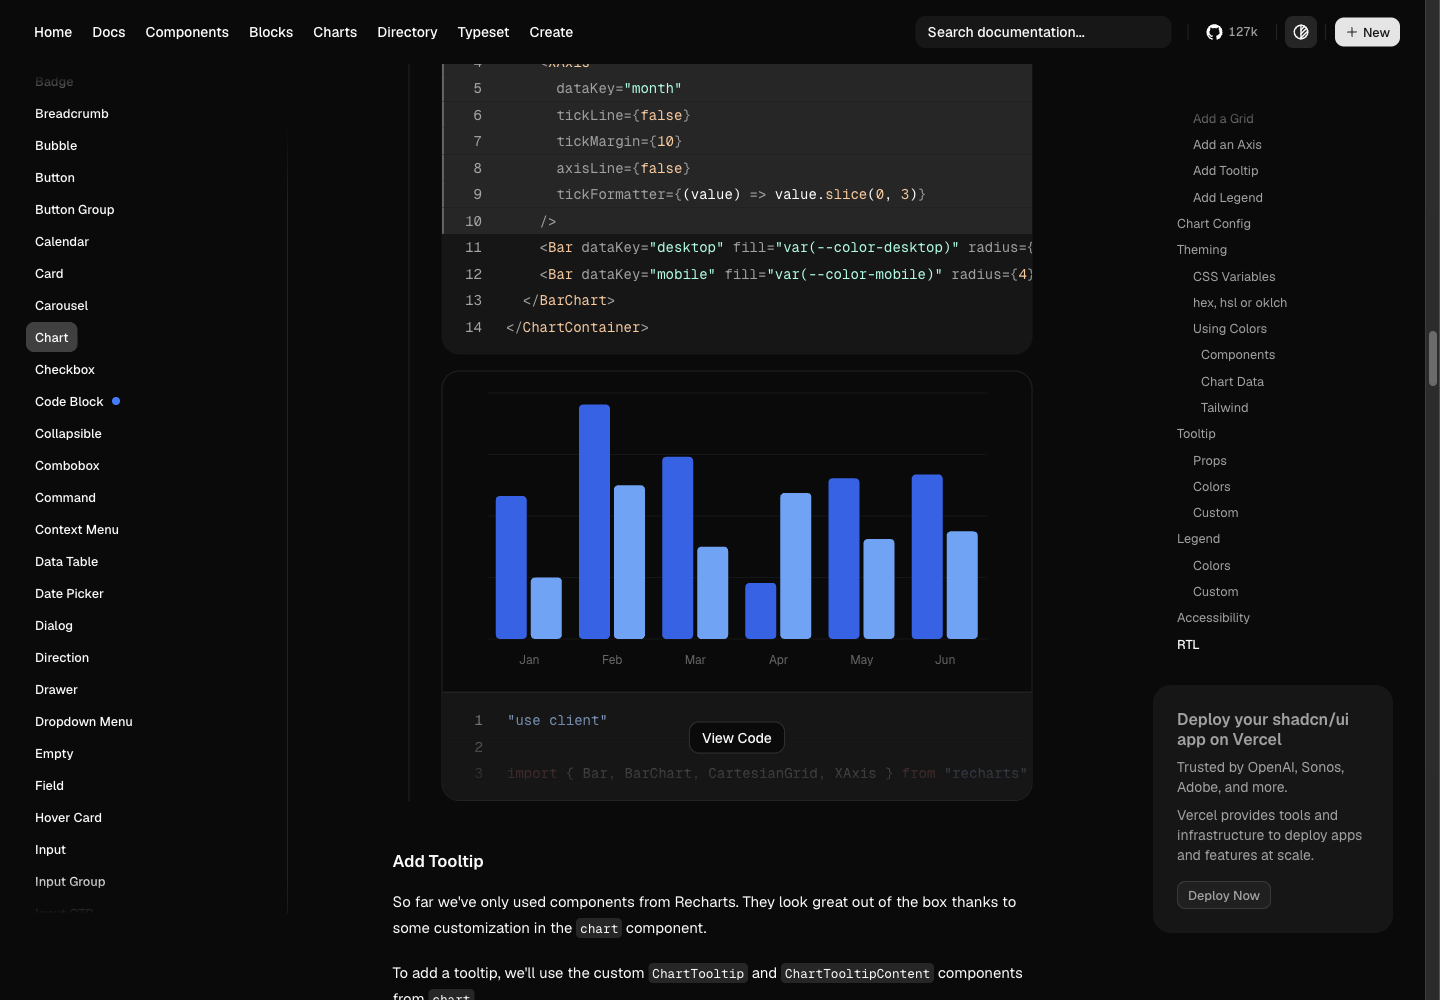 Home Docs Components Blocks Charts Directory Typeset Create
Search documentation...
127k
New
Badge
Breadcrumb
Bubble
Button
Button Group
Calendar
Card
Carousel
Chart
Checkbox
Code Block
Collapsible
Combobox
Command
Context Menu
Data Table
Date Picker
Dialog
Direction
Drawer
Dropdown Menu
Empty
Field
Hover Card
Input
Input Group
Input OTP
4 <XAxis
5 dataKey="month"
6 tickLine={false}
7 tickMargin={10}
8 axisLine={false}
9 tickFormatter={(value) => value.slice(0, 3)}
10 />
11 <Bar dataKey="desktop" fill="var(--color-desktop)" radius={
12 <Bar dataKey="mobile" fill="var(--color-mobile)" radius={4}
13 </BarChart>
14 </ChartContainer>
Jan Feb Mar Apr May Jun
1 "use client"
2
View Code
3 import { Bar, BarChart, CartesianGrid, XAxis } from "recharts"
Add Tooltip
So far we've only used components from Recharts. They look great out of the box thanks to
some customization in the chart component.
To add a tooltip, we'll use the custom ChartTooltip and ChartTooltipContent components
from chart
Add a Grid
Add an Axis
Add Tooltip
Add Legend
Chart Config
Theming
CSS Variables
hex, hsl or oklch
Using Colors
Components
Chart Data
Tailwind
Tooltip
Props
Colors
Custom
Legend
Colors
Custom
Accessibility
RTL
Deploy your shadcn/ui
app on Vercel
Trusted by OpenAI, Sonos,
Adobe, and more.
Vercel provides tools and
infrastructure to deploy apps
and features at scale.
Deploy Now